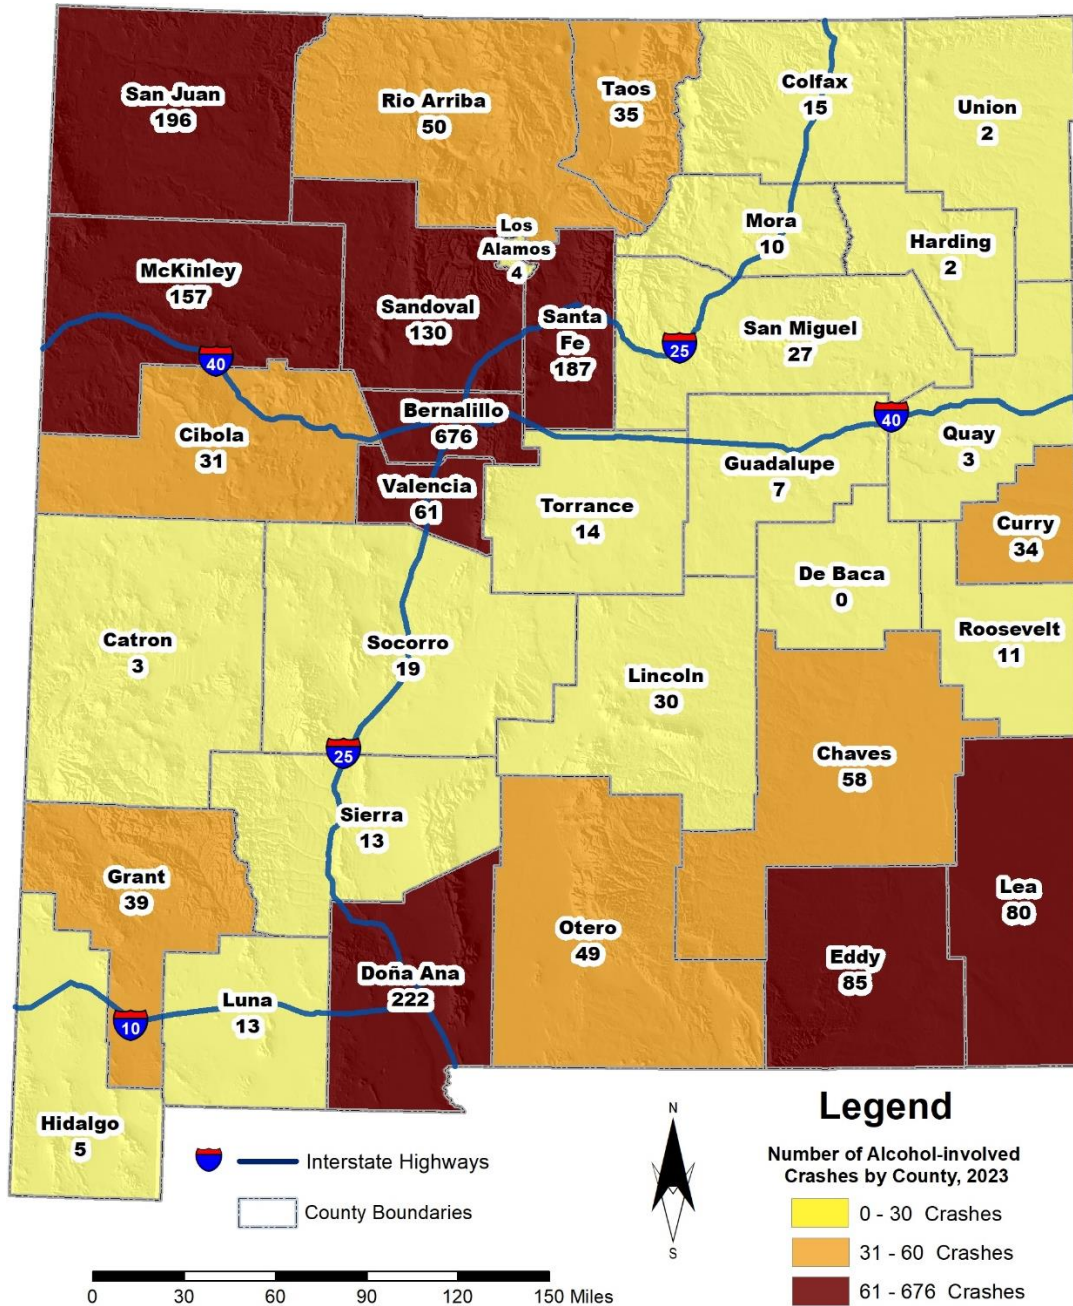 San Juan
196
Rio Arriba
50
Taos
35
Colfax
15
Union
2
McKinley
157
Los
Alamos
4
Mora
10
Harding
2
Sandoval
130
Santa
Fe
187
San Miguel
27
25
40
Cibola
31
Bernalillo
676
40
Quay
3
Valencia
61
Torrance
14
Guadalupe
7
Curry
34
De Baca
0
Roosevelt
11
Catron
3
Socorro
19
Lincoln
30
25
Chaves
58
Sierra
13
Grant
39
Otero
49
Lea
80
Eddy
85
Doña Ana
222
Luna
13
10
Hidalgo
5
Interstate Highways
County Boundaries
0 30 60 90 120 150 Miles
N
S
Legend
Number of Alcohol-involved
Crashes by County, 2023
0 - 30 Crashes
31 - 60 Crashes
61 - 676 Crashes